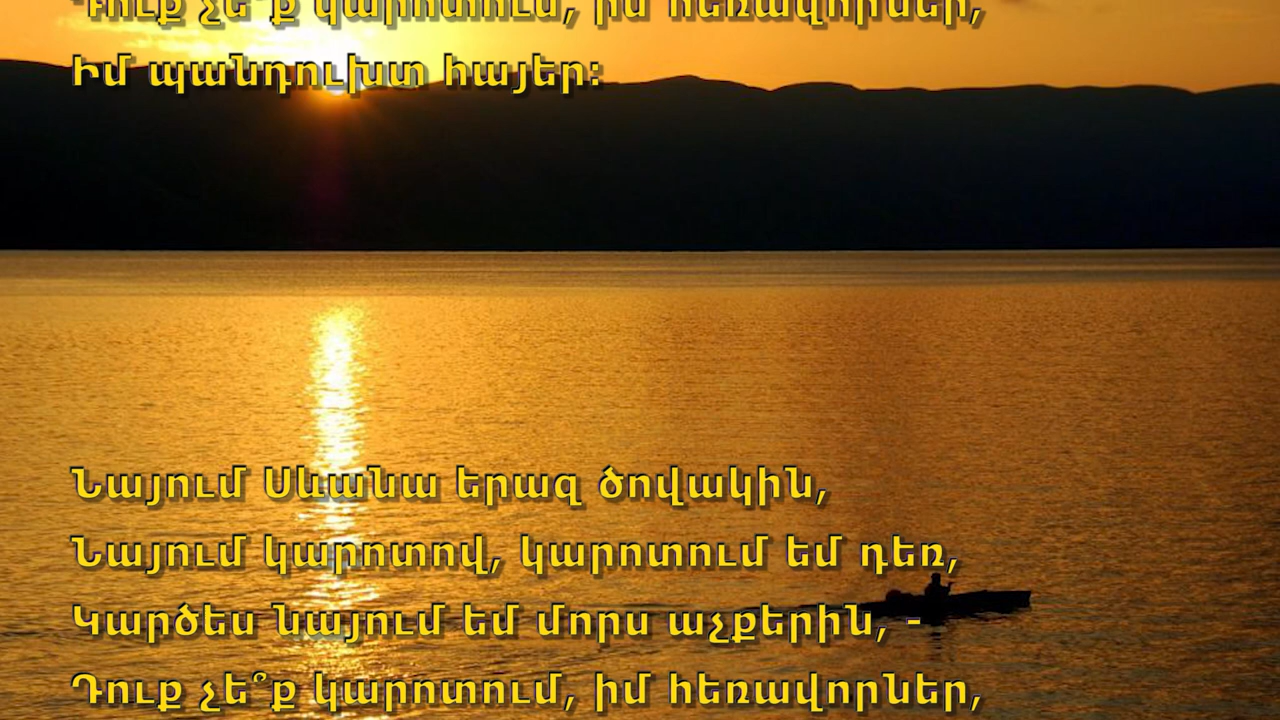 Դուք չե՞ք կարոտում, իմ հեռավորներ,
Իմ պանդուխտ հայեր:
Նայում Սևանա երազ ծովակին,
Նայում կարոտով, կարոտում եմ դեռ,
Կարծես նայում եմ մորս աչքերին, -
Դուք չե՞ք կարոտում, իմ հեռավորներ,